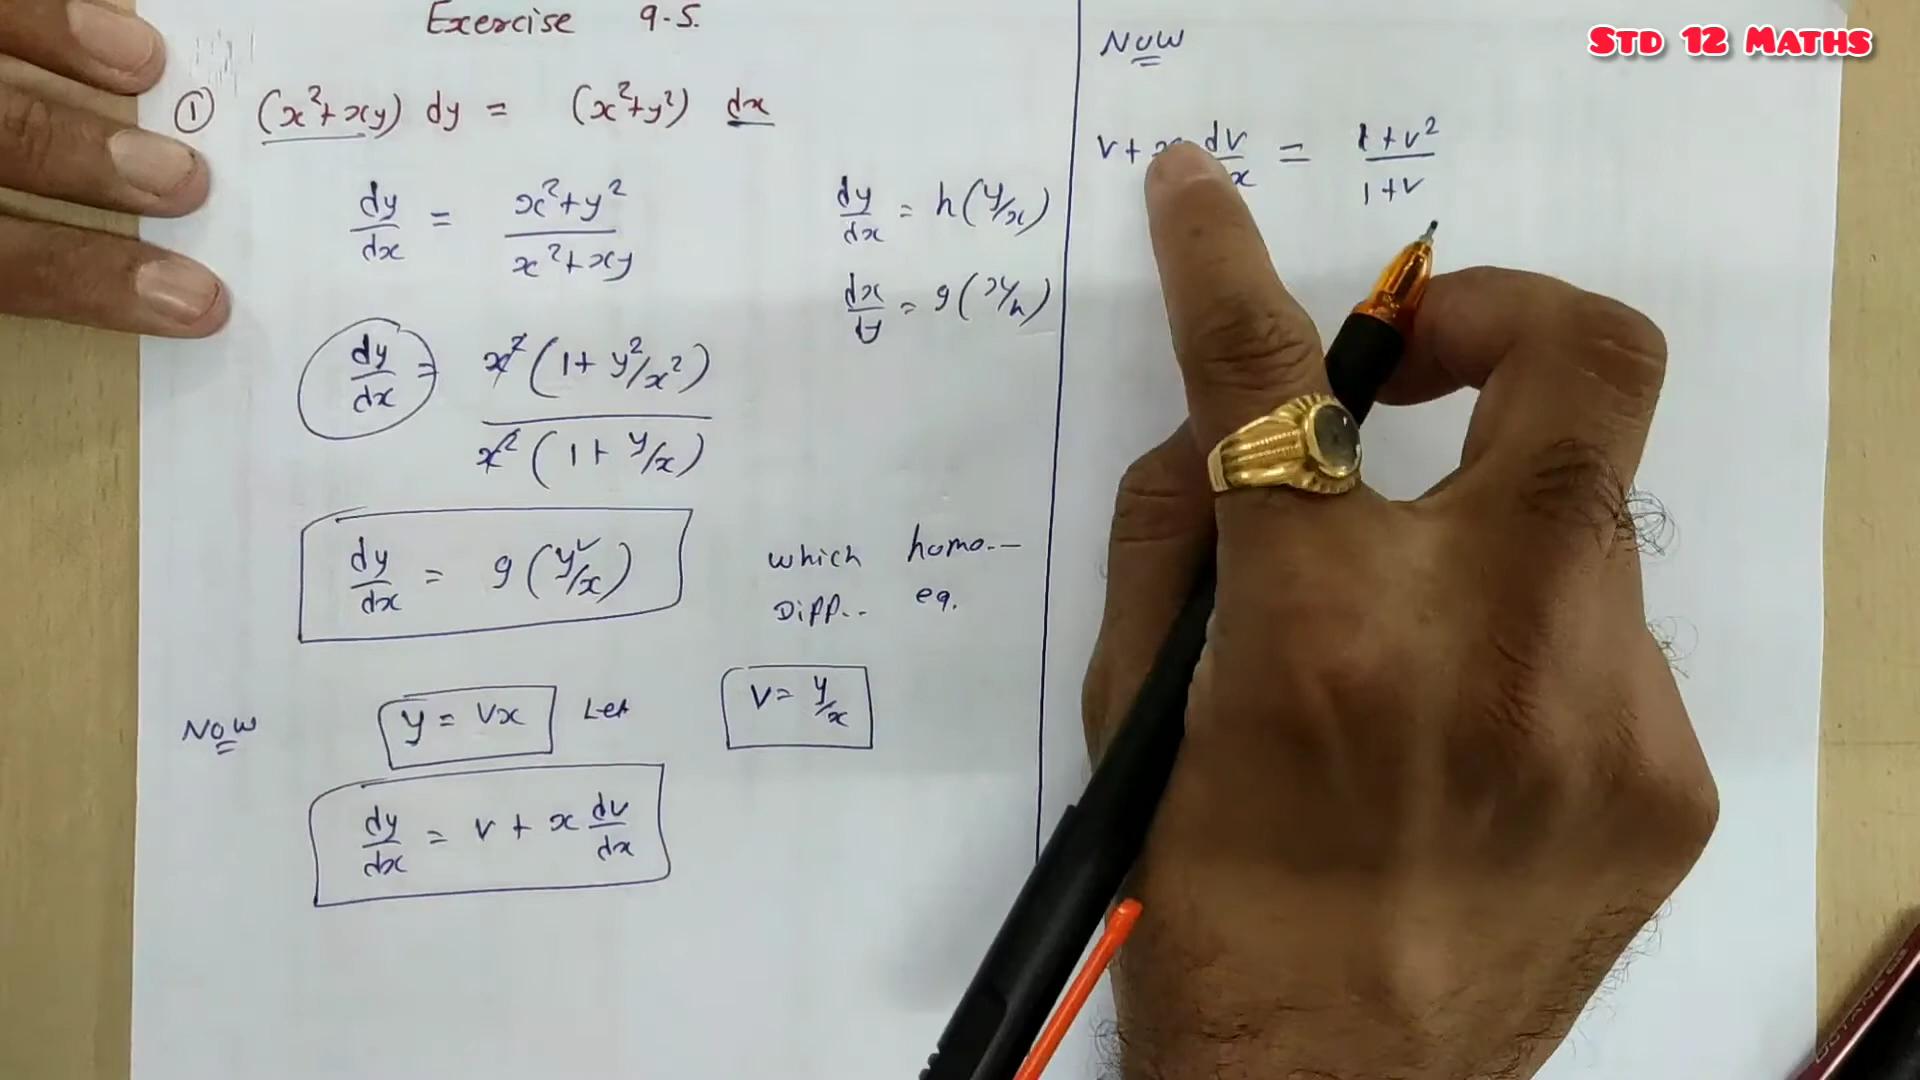 Exercise 9.5.
① (x²+xy) dy = (x²+y²) dx
dy/dx = x²+y² / x²+xy
dy/dx = h(y/x)
dx/dy = g(x/y)
dy/dx = x²(1+y²/x²) / x²(1+y/x)
dy/dx = g(y/x)
which homo.—
Diff... eq.
Now y = vx Let v = y/x
dy/dx = v + x dv/dx
Now
v + x dv/dx = 1+v² / 1+v
Std 12 Maths